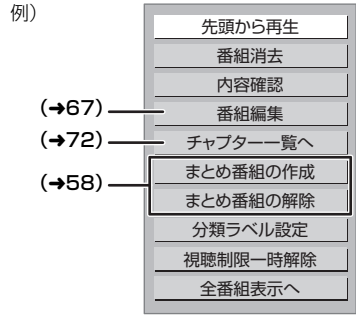 例）
先頭から再生
番組消去
内容確認
（➜67） 番組編集
（➜72） チャプター一覧へ
（➜58） まとめ番組の作成
まとめ番組の解除
分類ラベル設定
視聴制限一時解除
全番組表示へ